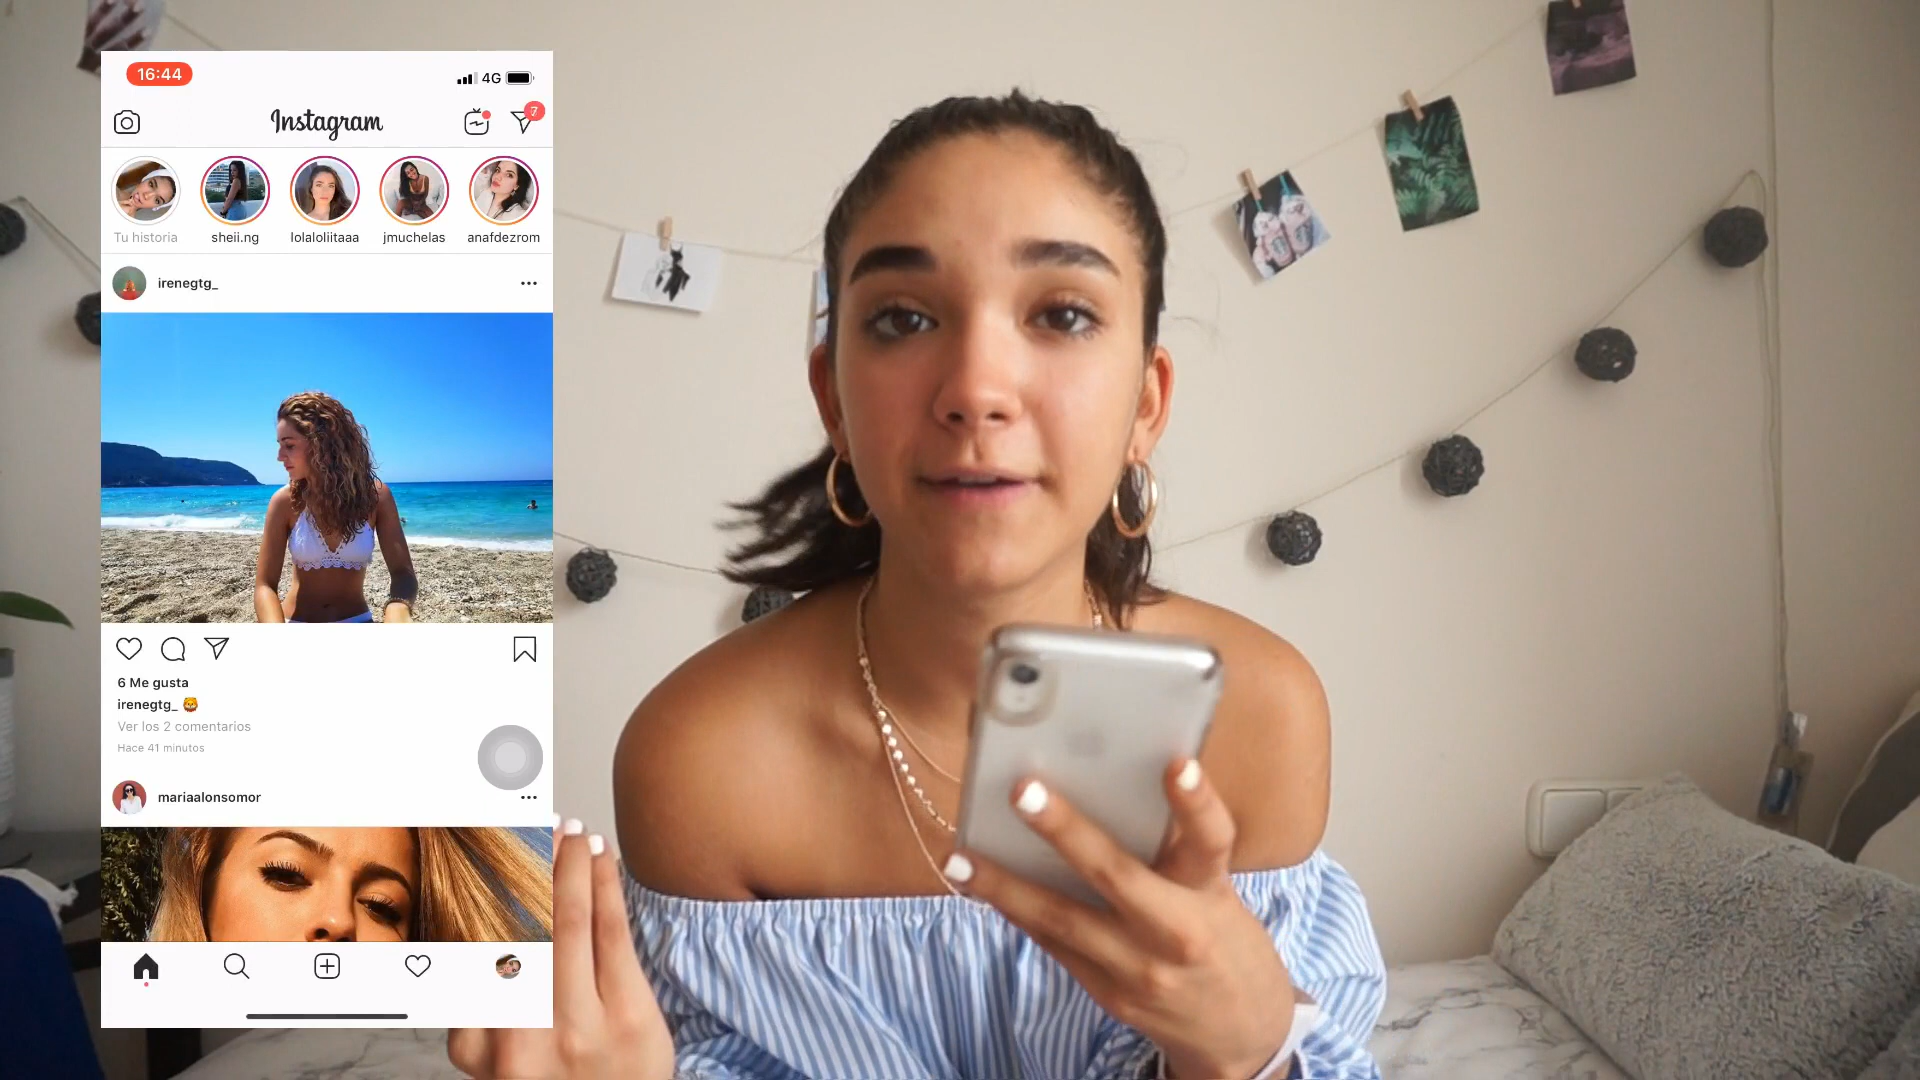 16:44
4G
Instagram
7
Tu historia
sheii.ng
lolaloliitaaa
jmuchelas
anafdezrom
irenegtg_
6 Me gusta
irenegtg_ 🦁
Ver los 2 comentarios
Hace 41 minutos
mariaalonsomor